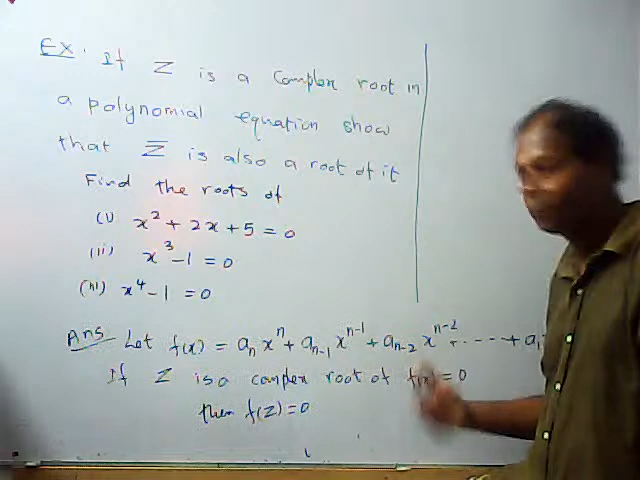 Ex. If Z is a Complex root in
a polynomial equation show
that Z̅ is also a root of it
Find the roots of
(i) x² + 2x + 5 = 0
(ii) x³ - 1 = 0
(iii) x⁴ - 1 = 0
Ans Let f(x) = aₙxⁿ + aₙ₋₁xⁿ⁻¹ + aₙ₋₂xⁿ⁻² + ---- + a₁
If Z is a complex root of f(x) = 0
then f(Z) = 0